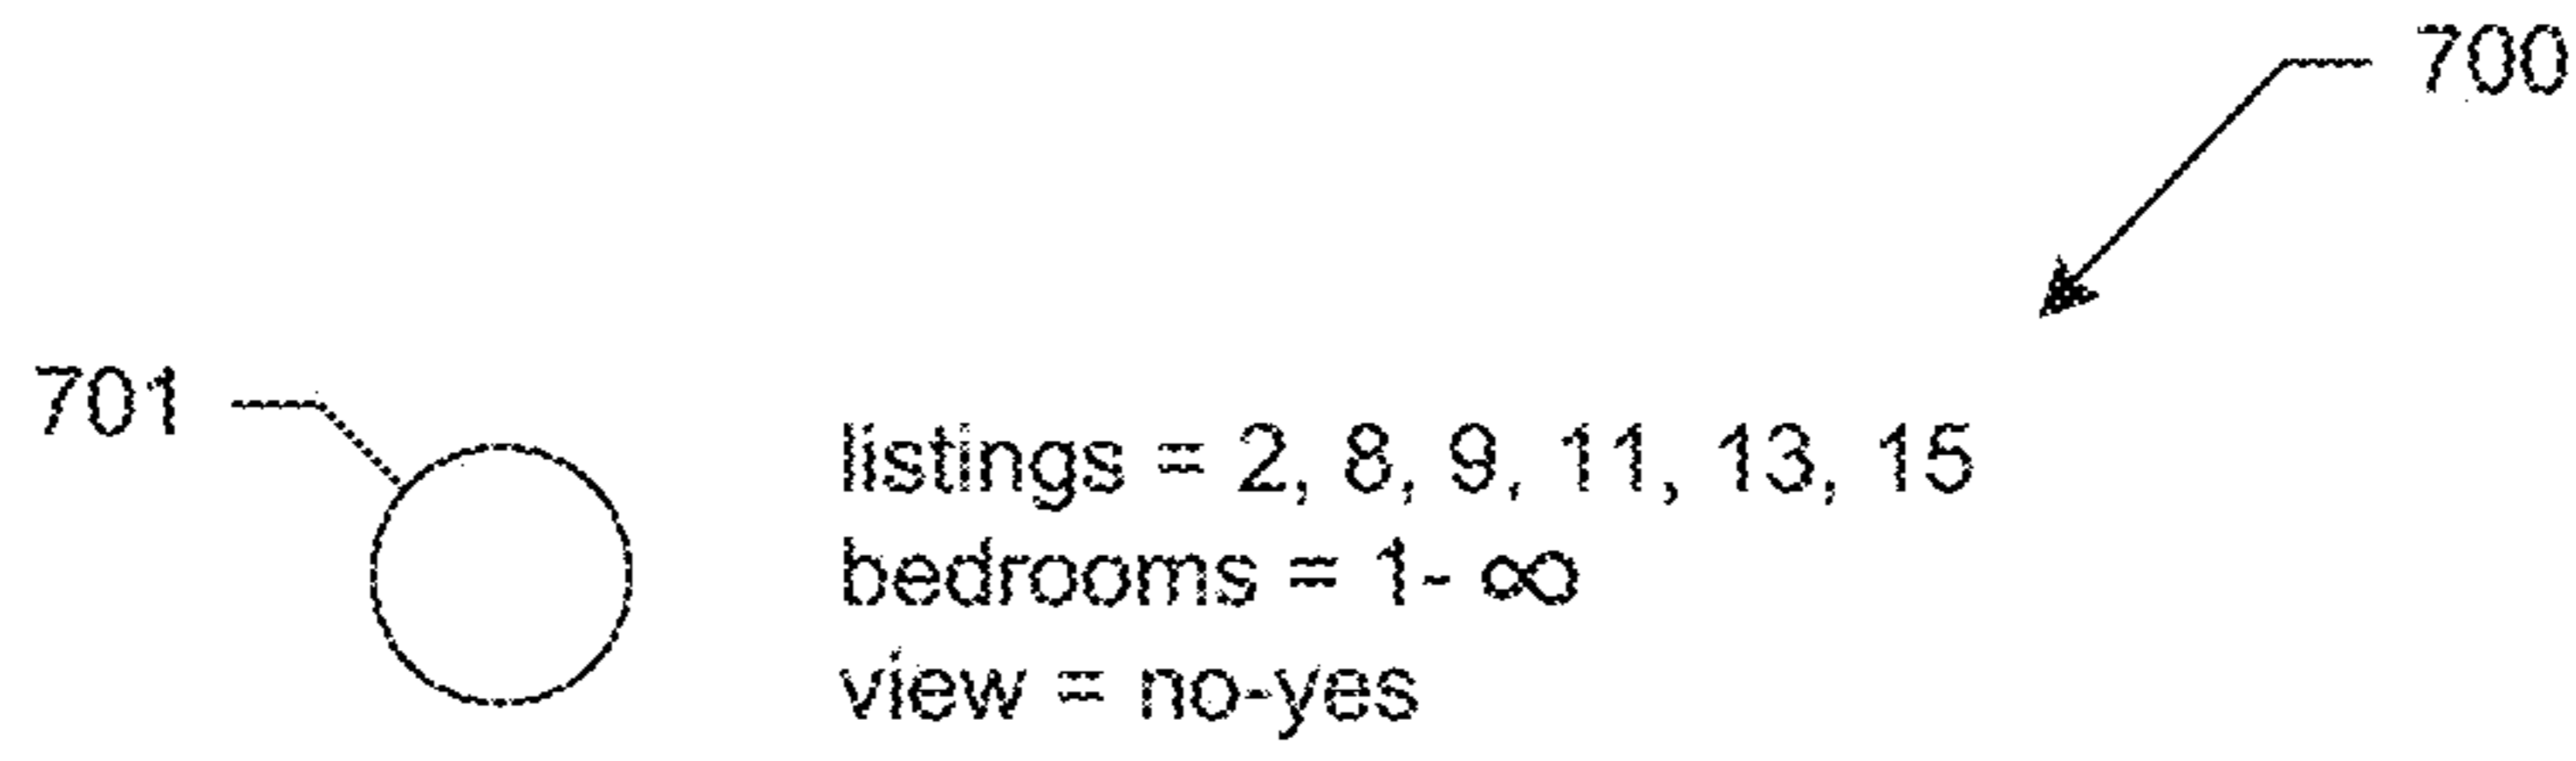 700
701
listings = 2, 8, 9, 11, 13, 15
bedrooms = 1- ∞
view = no-yes